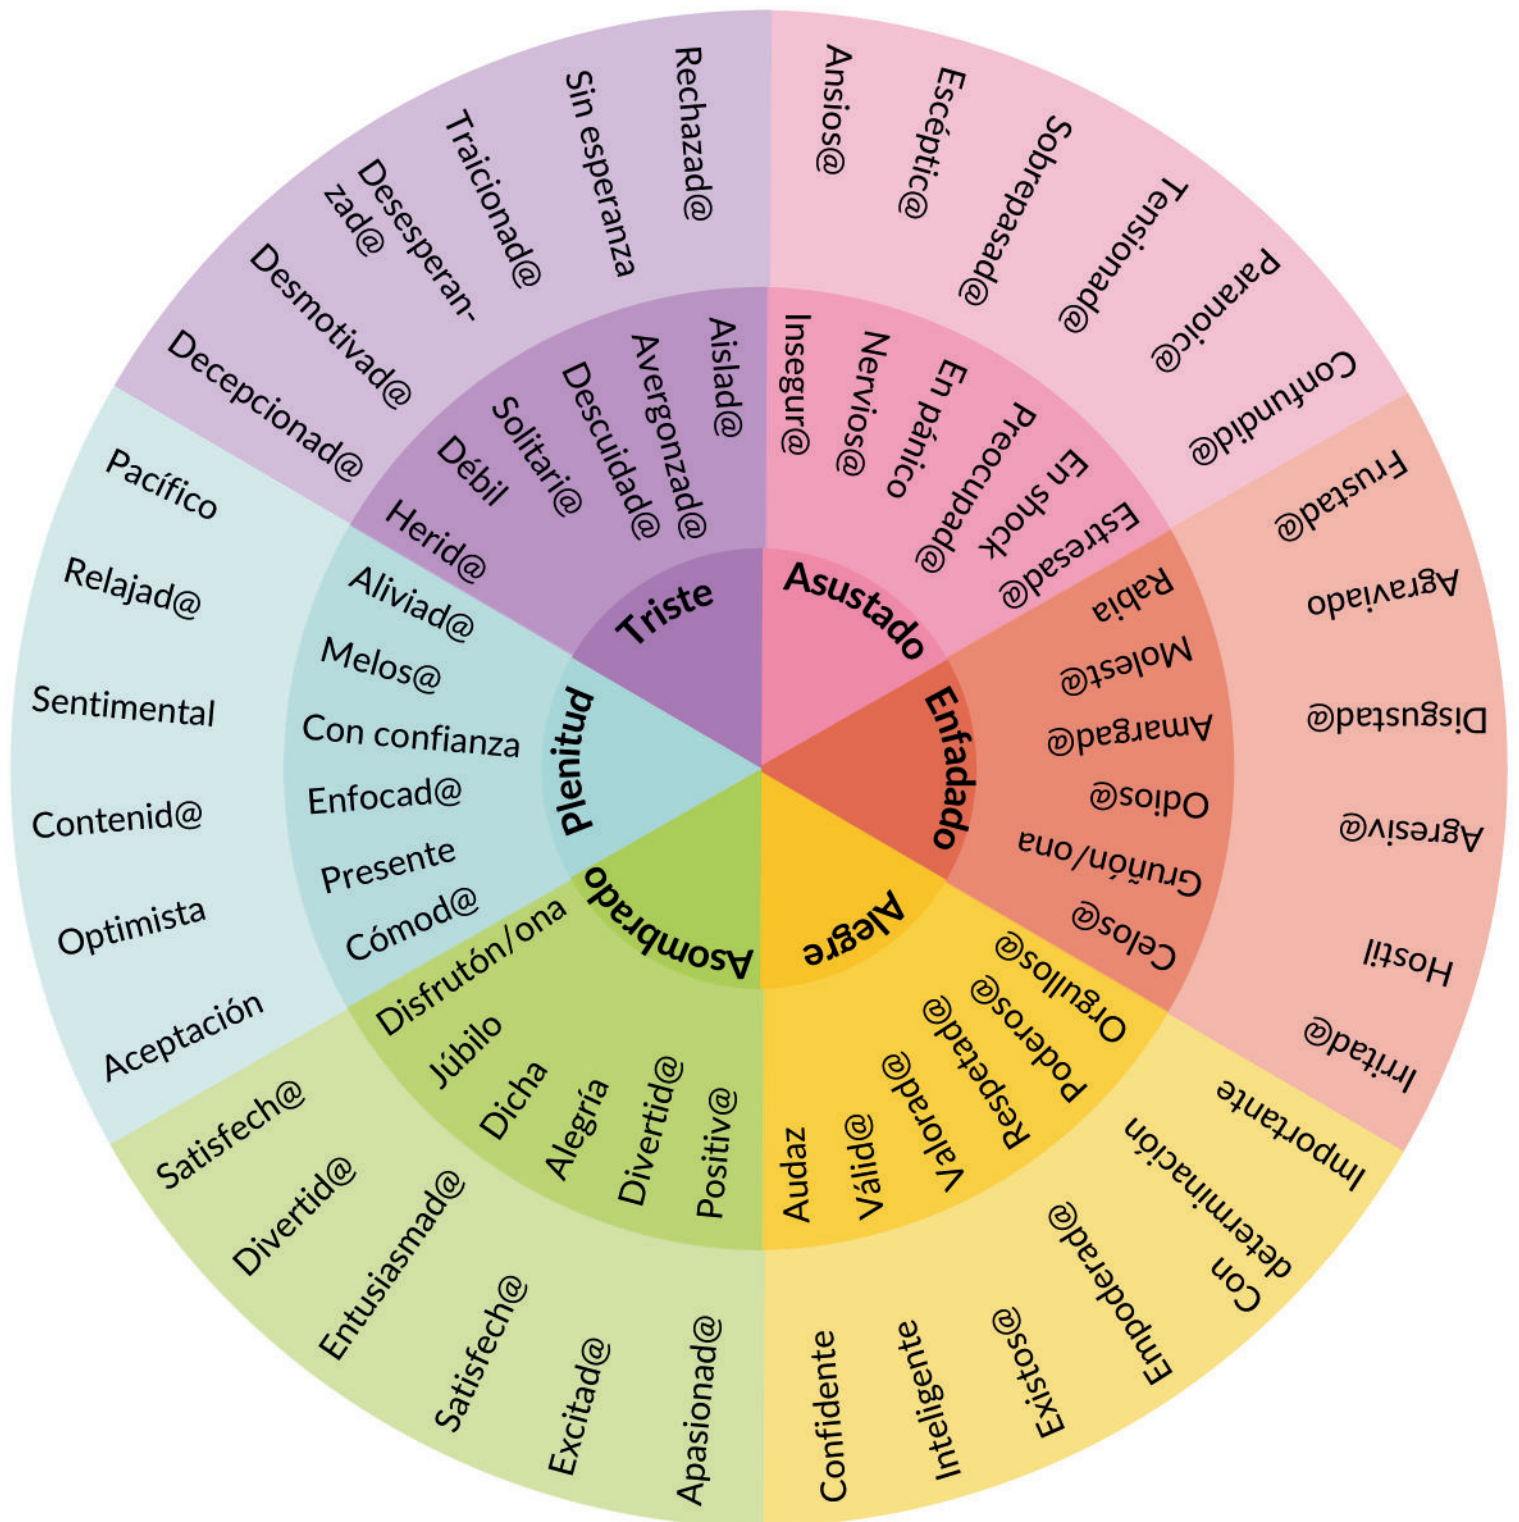 Triste
Asustado
Enfadado
Alegre
Asombrado
Plenitud
Herid@
Débil
Solitari@
Descuidad@
Avergonzad@
Aislad@
Decepcionad@
Desmotivad@
Desesperan-
zad@
Traicionad@
Sin esperanza
Rechazad@
Insegur@
Nervios@
En pánico
Preocupad@
En shock
Estresad@
Ansios@
Escéptic@
Sobrepasad@
Tensionad@
Paranoic@
Confundid@
Rabia
Molest@
Amargad@
Odios@
Gruñón/ona
Celos@
Frustad@
Agraviado
Disgustad@
Agresiv@
Hostil
Irritad@
Orgullos@
Poderos@
Respetad@
Valorad@
Válid@
Audaz
Importante
Con
determinación
Empoderad@
Existos@
Inteligente
Confidente
Positiv@
Divertid@
Alegría
Dicha
Júbilo
Disfrutón/ona
Apasionad@
Excitad@
Satisfech@
Entusiasmad@
Divertid@
Satisfech@
Cómod@
Presente
Enfocad@
Con confianza
Melos@
Aliviad@
Aceptación
Optimista
Contenid@
Sentimental
Relajad@
Pacífico